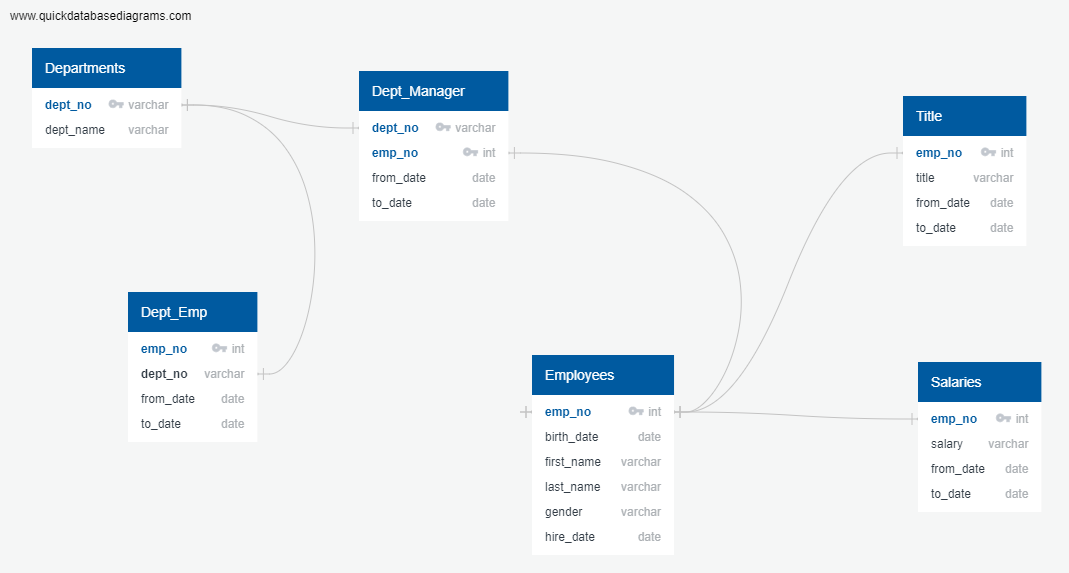 www.quickdatabasediagrams.com
Departments
dept_no varchar
dept_name varchar
Dept_Manager
dept_no varchar
emp_no int
from_date date
to_date date
Title
emp_no int
title varchar
from_date date
to_date date
Dept_Emp
emp_no int
dept_no varchar
from_date date
to_date date
Employees
emp_no int
birth_date date
first_name varchar
last_name varchar
gender varchar
hire_date date
Salaries
emp_no int
salary varchar
from_date date
to_date date